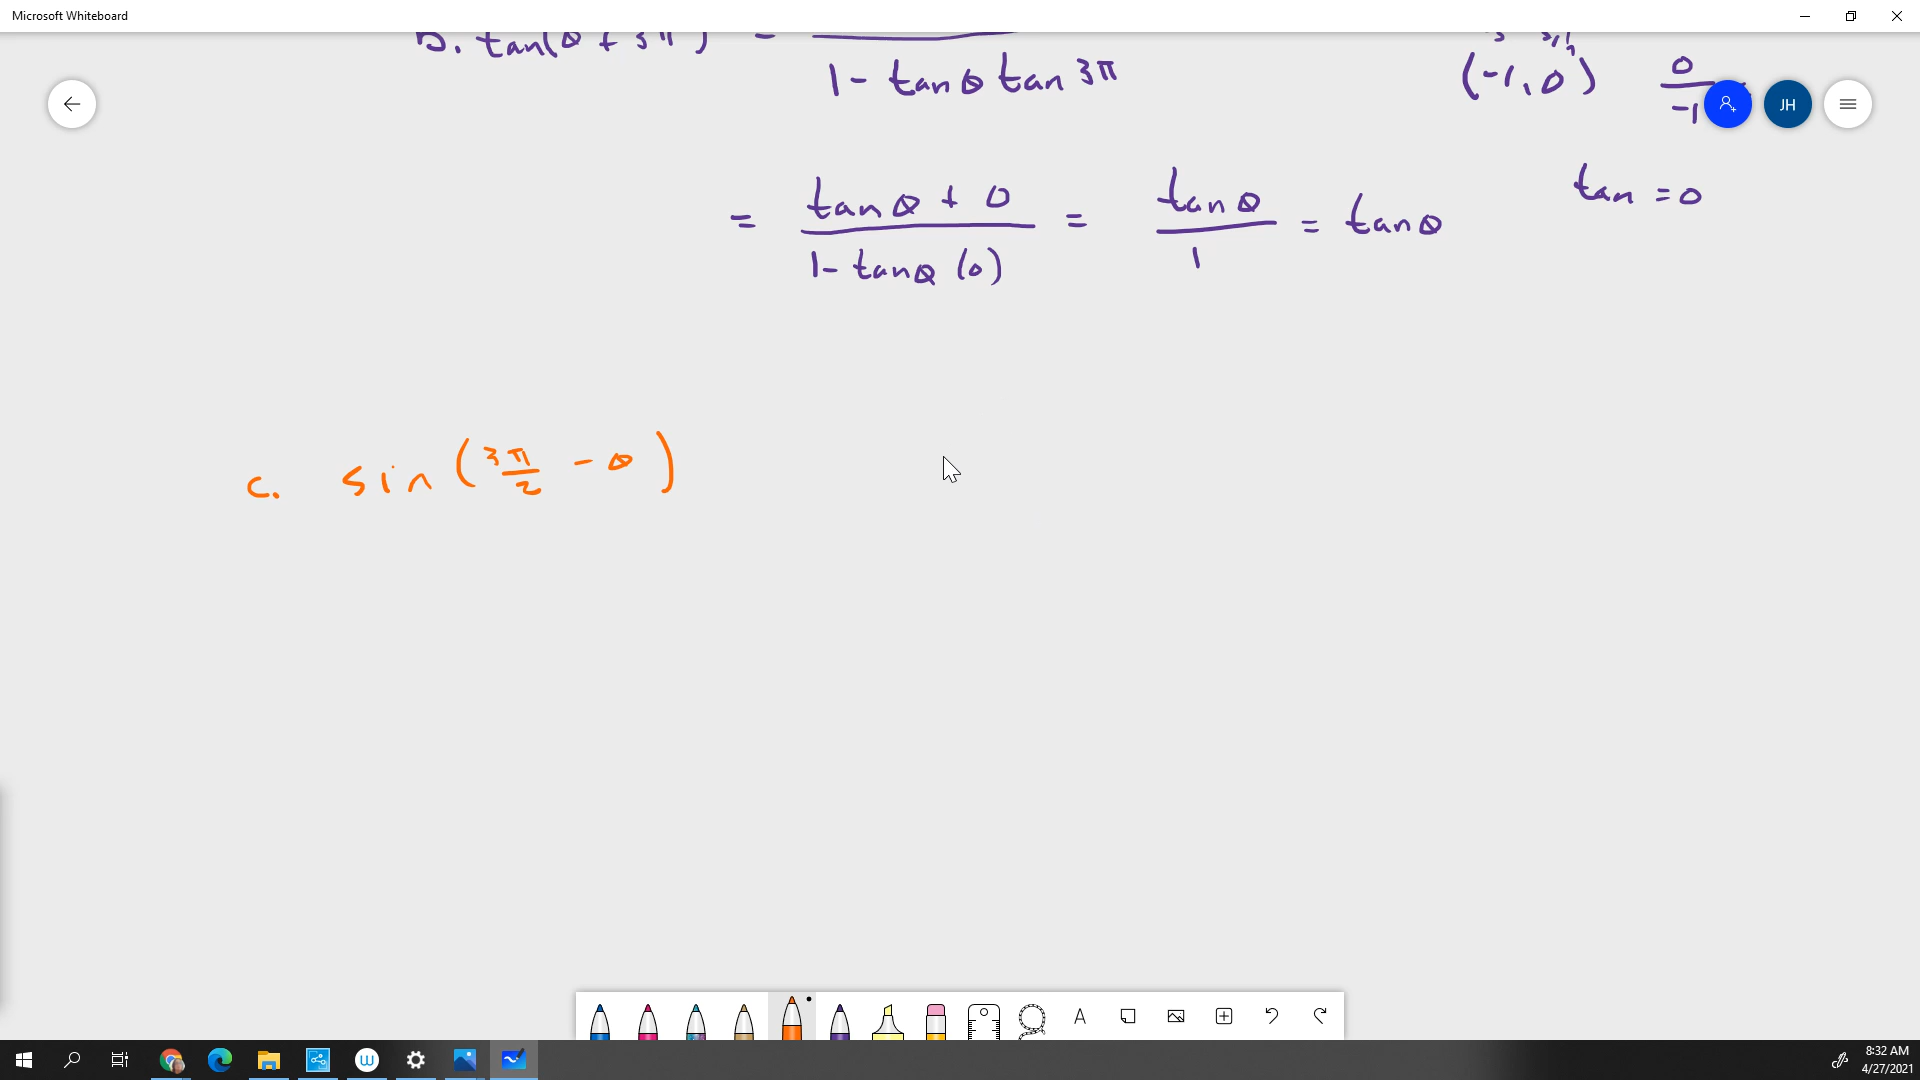 Microsoft Whiteboard
b. tan(θ + 3π) =
1 - tanθ tan 3π
(-1, 0) 0/-1
JH
= (tanθ + 0)/(1 - tanθ (0)) = tanθ/1 = tanθ
tan = 0
c. sin(3π/2 - θ)
A
8:32 AM
4/27/2021